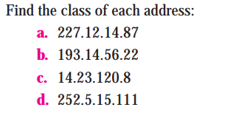 Find the class of each address:
a. 227.12.14.87
b. 193.14.56.22
c. 14.23.120.8
d. 252.5.15.111